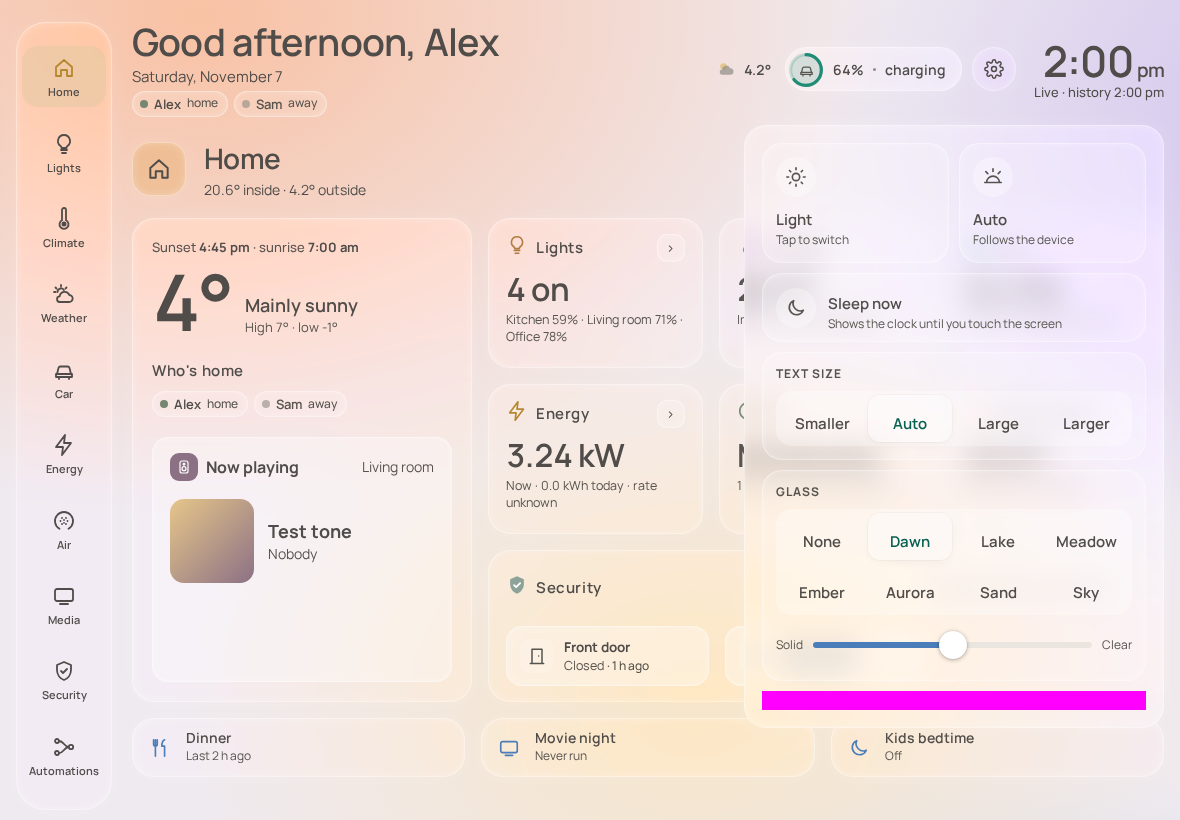 Good afternoon, Alex
Saturday, November 7
Alex home
Sam away
4.2°
64% · charging
2:00 pm
Live · history 2:00 pm
Home
Lights
Climate
Weather
Car
Energy
Air
Media
Security
Automations
Home
20.6° inside · 4.2° outside
Sunset 4:45 pm · sunrise 7:00 am
4°
Mainly sunny
High 7° · low -1°
Who's home
Alex home
Sam away
Now playing
Living room
Test tone
Nobody
Lights
4 on
Kitchen 59% · Living room 71% ·
Office 78%
Energy
3.24 kW
Now · 0.0 kWh today · rate
unknown
Security
Front door
Closed · 1 h ago
Light
Tap to switch
Auto
Follows the device
Sleep now
Shows the clock until you touch the screen
TEXT SIZE
Smaller
Auto
Large
Larger
GLASS
None
Dawn
Lake
Meadow
Ember
Aurora
Sand
Sky
Solid
Clear
Dinner
Last 2 h ago
Movie night
Never run
Kids bedtime
Off